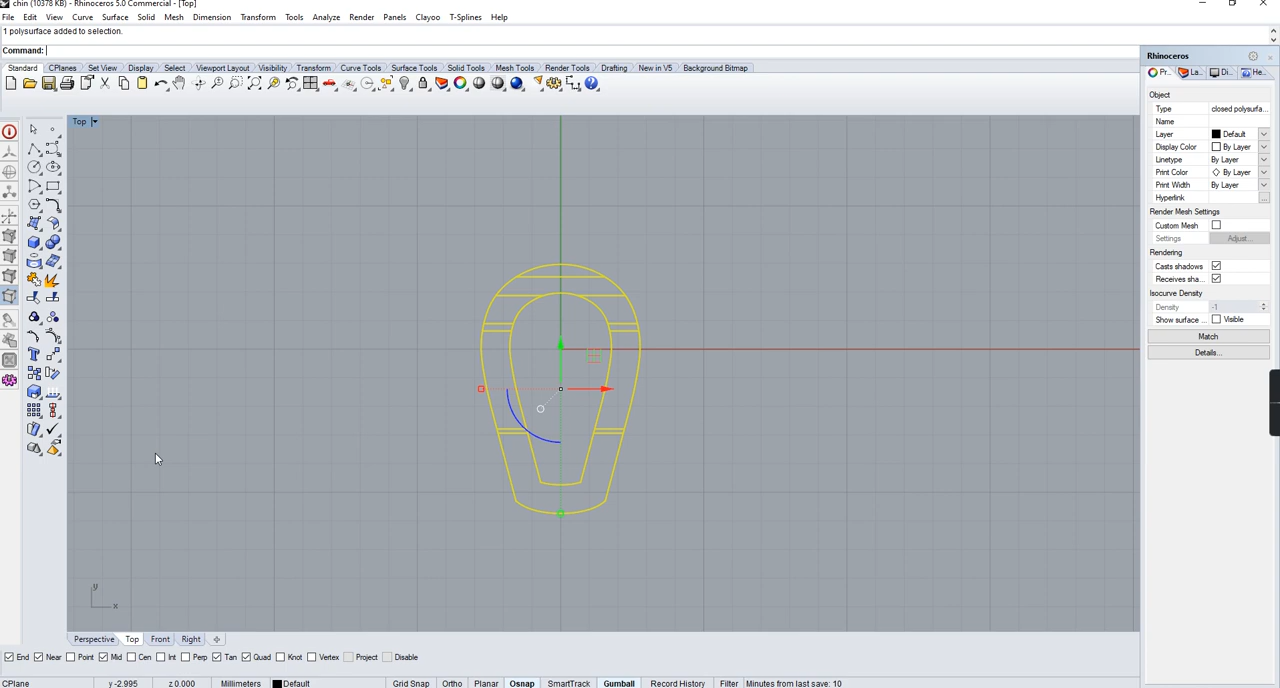 chin (10378 KB) - Rhinoceros 5.0 Commercial - [Top]
File Edit View Curve Surface Solid Mesh Dimension Transform Tools Analyze Render Panels Clayoo T-Splines Help
1 polysurface added to selection.
Command:
Standard CPlanes Set View Display Select Viewport Layout Visibility Transform Curve Tools Surface Tools Solid Tools Mesh Tools Render Tools Drafting New in V5 Background Bitmap
Top
Rhinoceros
Pr... La... Di... He...
Object
Type closed polysurfa...
Name
Layer Default
Display Color By Layer
Linetype By Layer
Print Color By Layer
Print Width By Layer
Hyperlink ...
Render Mesh Settings
Custom Mesh
Settings Adjust...
Rendering
Casts shadows
Receives sha...
Isocurve Density
Density -1
Show surface ... Visible
Match
Details...
y
x
Perspective Top Front Right
End Near Point Mid Cen Int Perp Tan Quad Knot Vertex Project Disable
CPlane y -2.995 z 0.000 Millimeters Default Grid Snap Ortho Planar Osnap SmartTrack Gumball Record History Filter Minutes from last save: 10